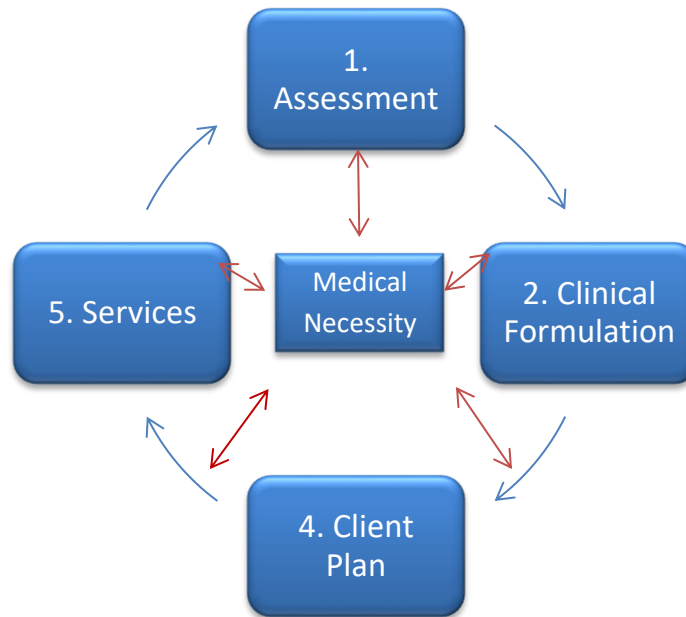 1.
Assessment
Medical
Necessity
5. Services
2. Clinical
Formulation
4. Client
Plan